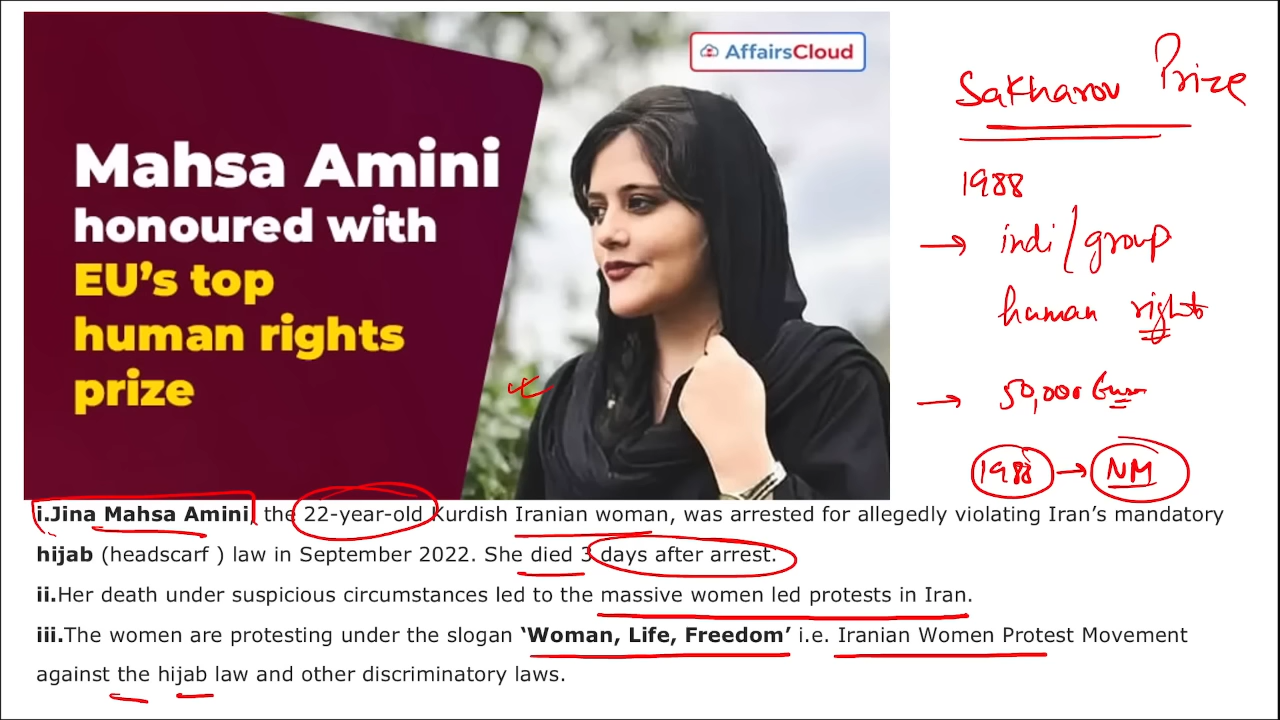 AffairsCloud
Mahsa Amini
honoured with
EU's top
human rights
prize
Sakharov Prize
1988
→ indi/group
human rights
→ 50,000 Euro
1988 → NM
i.Jina Mahsa Amini, the 22-year-old Kurdish Iranian woman, was arrested for allegedly violating Iran's mandatory
hijab (headscarf ) law in September 2022. She died 3 days after arrest.
ii.Her death under suspicious circumstances led to the massive women led protests in Iran.
iii.The women are protesting under the slogan 'Woman, Life, Freedom' i.e. Iranian Women Protest Movement
against the hijab law and other discriminatory laws.